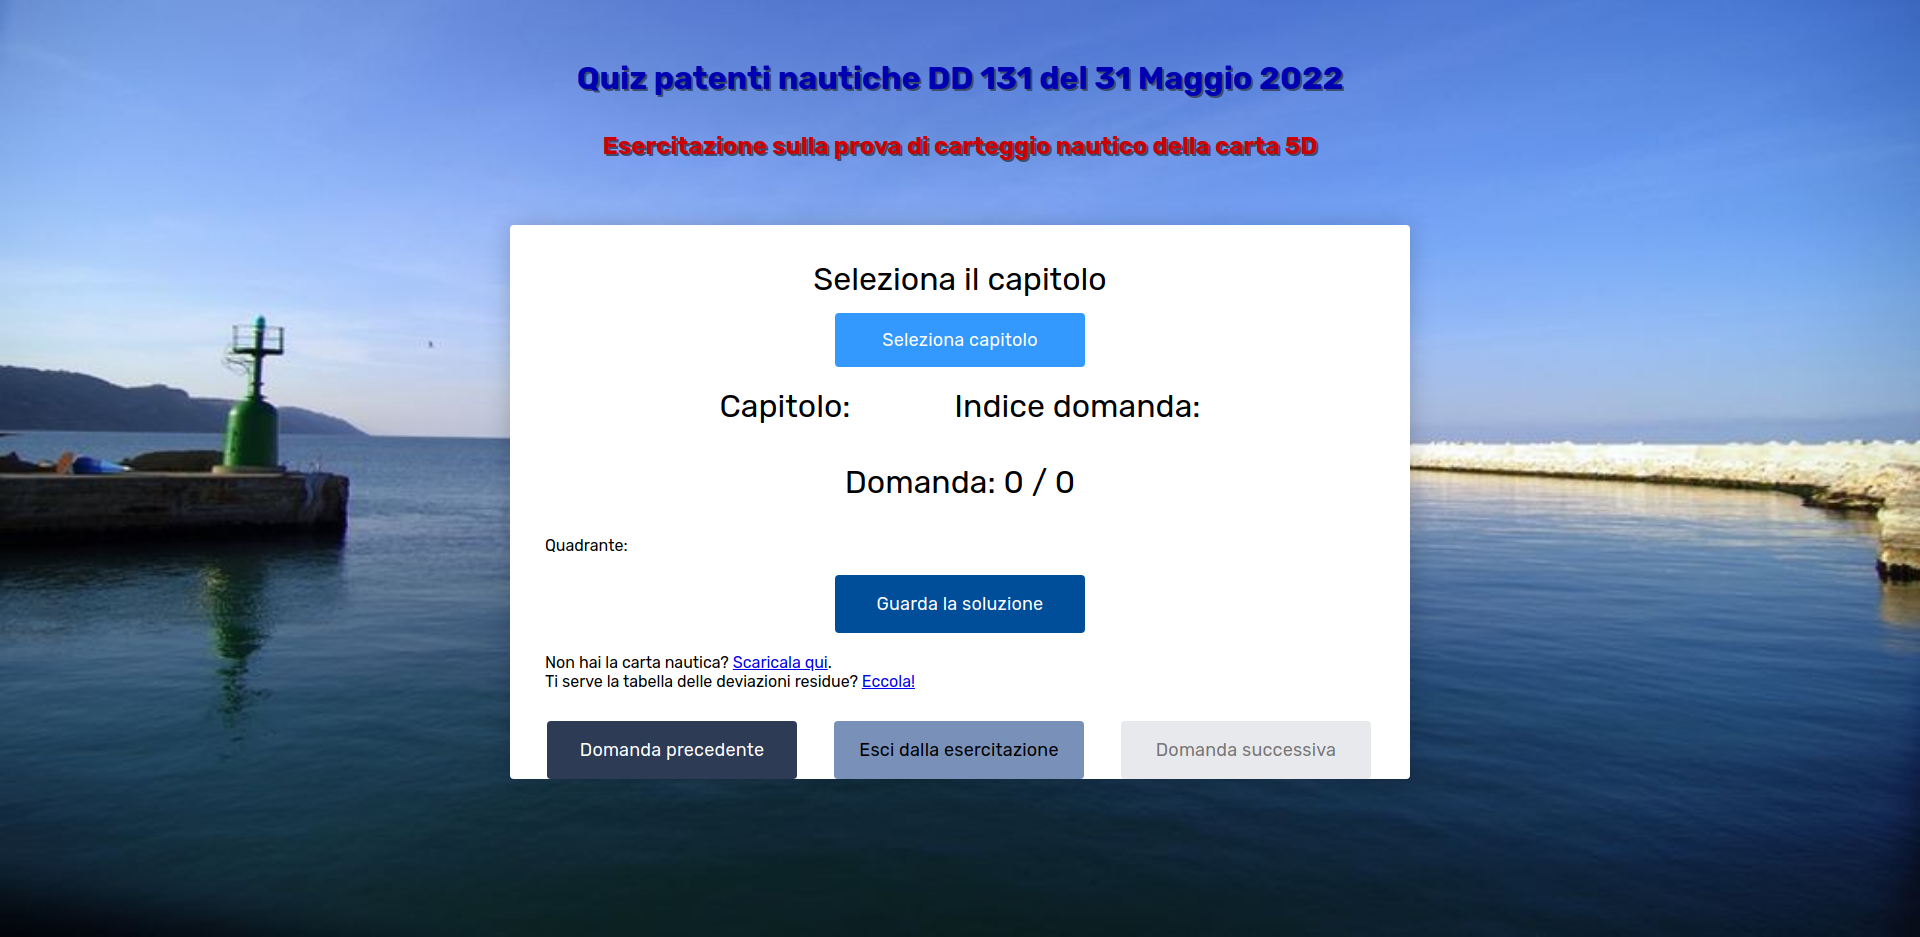 Quiz patenti nautiche DD 131 del 31 Maggio 2022
Esercitazione sulla prova di carteggio nautico della carta 5D
Seleziona il capitolo
Seleziona capitolo
Capitolo: Indice domanda:
Domanda: 0 / 0
Quadrante:
Guarda la soluzione
Non hai la carta nautica? Scaricala qui.
Ti serve la tabella delle deviazioni residue? Eccola!
Domanda precedente Esci dalla esercitazione Domanda successiva